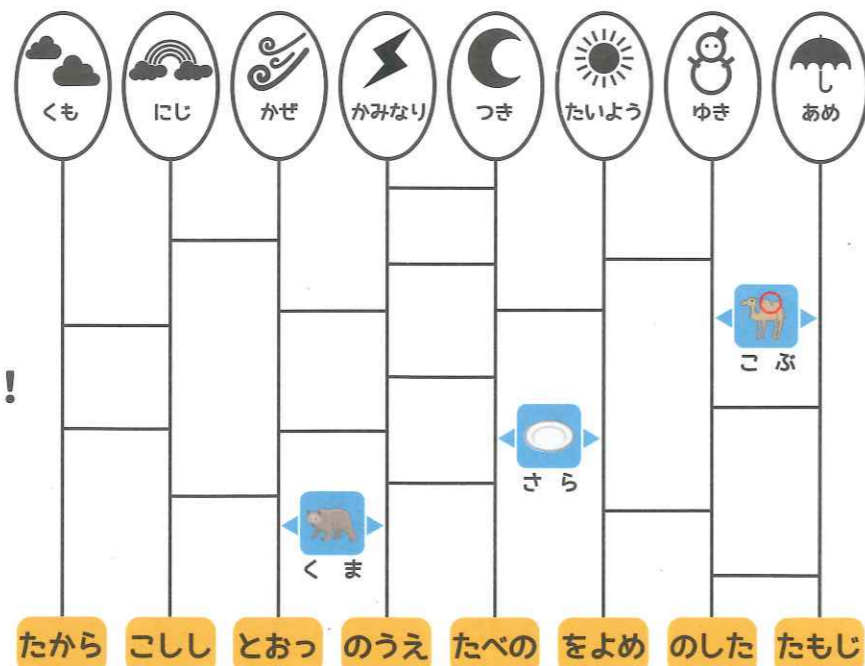 くも にじ かぜ かみなり つき たいよう ゆき あめ
こ ぶ
!
さ ら
く ま
たから こしし とおっ のうえ たべの をよめ のした たもじ